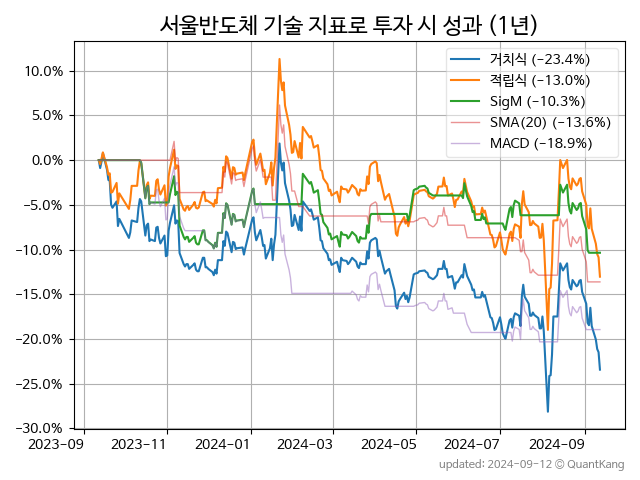 서울반도체 기술 지표로 투자 시 성과 (1년)
거치식 (−23.4%)
적립식 (−13.0%)
SigM (−10.3%)
SMA(20) (−13.6%)
MACD (−18.9%)
10.0%
5.0%
0.0%
−5.0%
−10.0%
−15.0%
−20.0%
−25.0%
−30.0%
2023−09 2023−11 2024−01 2024−03 2024−05 2024−07 2024−09
updated: 2024−09−12 © QuantKang